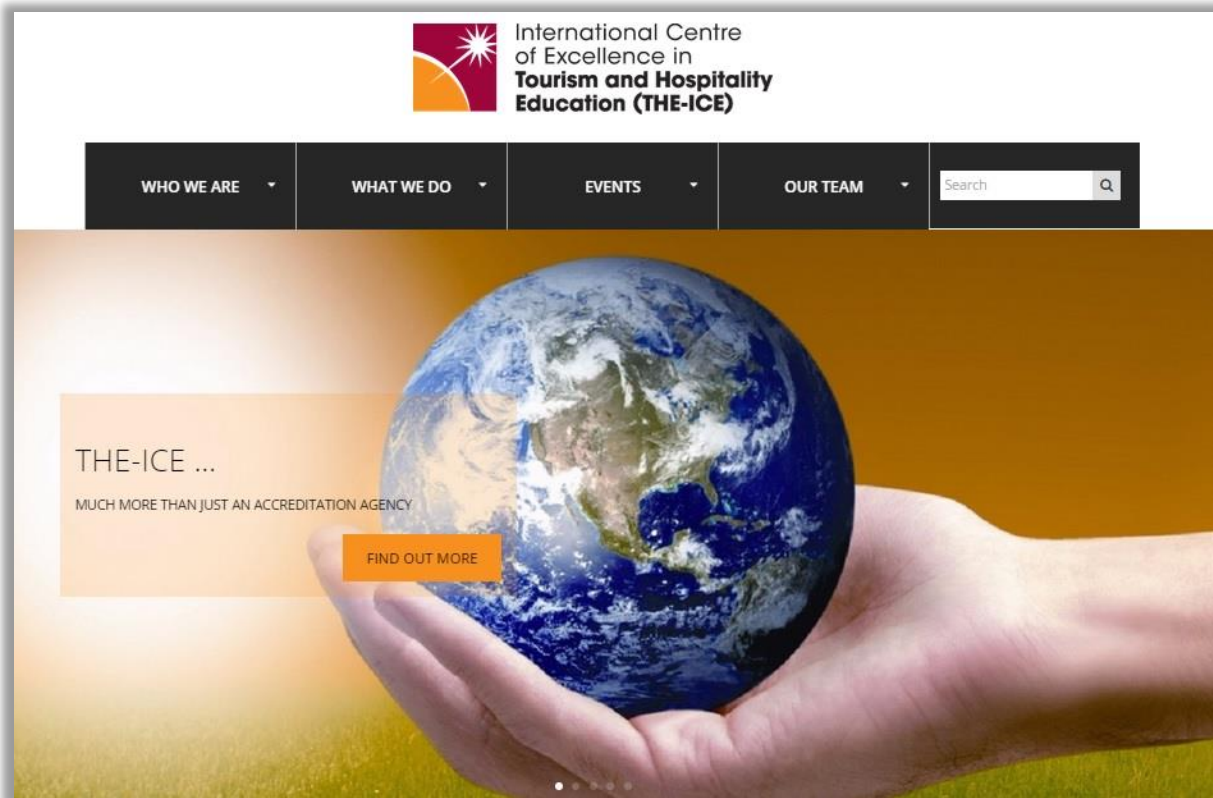 International Centre
of Excellence in
Tourism and Hospitality
Education (THE-ICE)
WHO WE ARE
WHAT WE DO
EVENTS
OUR TEAM
Search
THE-ICE ...
MUCH MORE THAN JUST AN ACCREDITATION AGENCY
FIND OUT MORE